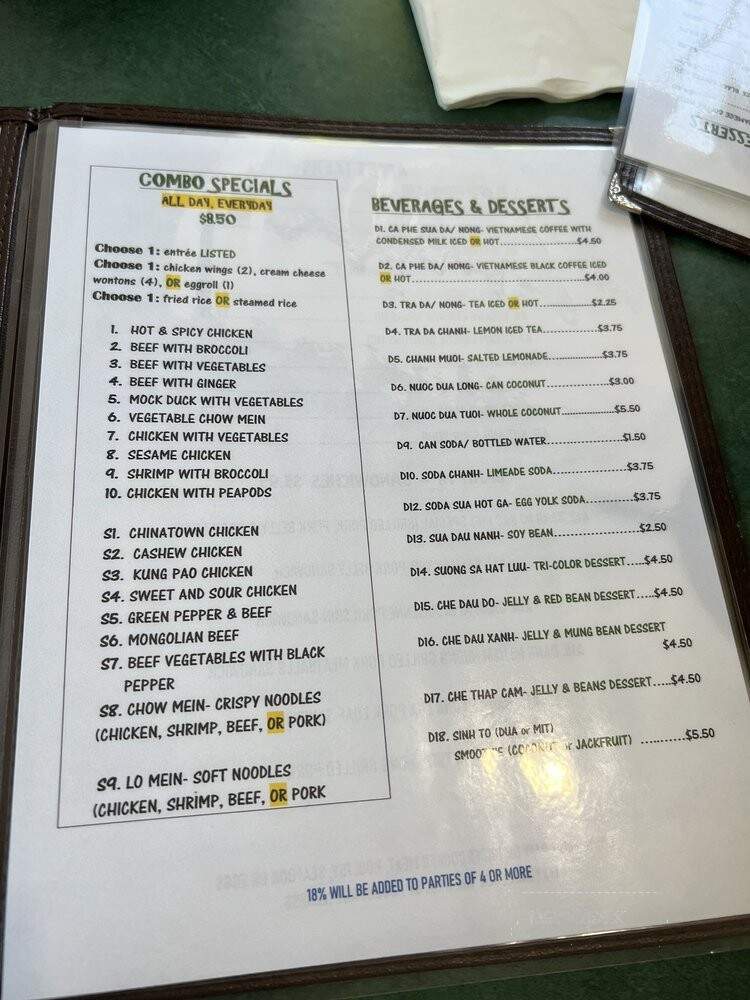 COMBO SPECIALS
ALL DAY, EVERYDAY
$8.50
Choose 1: entrée LISTED
Choose 1: chicken wings (2), cream cheese
wontons (4), OR eggroll (1)
Choose 1: fried rice OR steamed rice
1. HOT & SPICY CHICKEN
2. BEEF WITH BROCCOLI
3. BEEF WITH VEGETABLES
4. BEEF WITH GINGER
5. MOCK DUCK WITH VEGETABLES
6. VEGETABLE CHOW MEIN
7. CHICKEN WITH VEGETABLES
8. SESAME CHICKEN
9. SHRIMP WITH BROCCOLI
10. CHICKEN WITH PEAPODS
S1. CHINATOWN CHICKEN
S2. CASHEW CHICKEN
S3. KUNG PAO CHICKEN
S4. SWEET AND SOUR CHICKEN
S5. GREEN PEPPER & BEEF
S6. MONGOLIAN BEEF
S7. BEEF VEGETABLES WITH BLACK
PEPPER
S8. CHOW MEIN- CRISPY NOODLES
(CHICKEN, SHRIMP, BEEF, OR PORK)
S9. LO MEIN- SOFT NOODLES
(CHICKEN, SHRIMP, BEEF, OR PORK
BEVERAGES & DESSERTS
D1. CA PHE SUA DA/ NONG- VIETNAMESE COFFEE WITH
CONDENSED MILK ICED OR HOT......................$4.50
D2. CA PHE DA/ NONG- VIETNAMESE BLACK COFFEE ICED
OR HOT.................................................$4.00
D3. TRA DA/ NONG- TEA ICED OR HOT......................$2.25
D4. TRA DA CHANH- LEMON ICED TEA...............$3.75
D5. CHANH MUOI- SALTED LEMONADE...............$3.75
D6. NUOC DUA LONG- CAN COCONUT................$3.00
D7. NUOC DUA TUOI- WHOLE COCONUT...............$5.50
D9. CAN SODA/ BOTTLED WATER...................$1.50
D10. SODA CHANH- LIMEADE SODA...................$3.75
D12. SODA SUA HOT GA- EGG YOLK SODA............$3.75
D13. SUA DAU NANH- SOY BEAN.....................$2.50
D14. SUONG SA HAT LUU- TRI-COLOR DESSERT....$4.50
D15. CHE DAU DO- JELLY & RED BEAN DESSERT.....$4.50
D16. CHE DAU XANH- JELLY & MUNG BEAN DESSERT
$4.50
D17. CHE THAP CAM- JELLY & BEANS DESSERT.....$4.50
D18. SINH TO (DUA or MIT)
SMOOTHIE (COCONUT or JACKFRUIT) ...........$5.50
18% WILL BE ADDED TO PARTIES OF 4 OR MORE